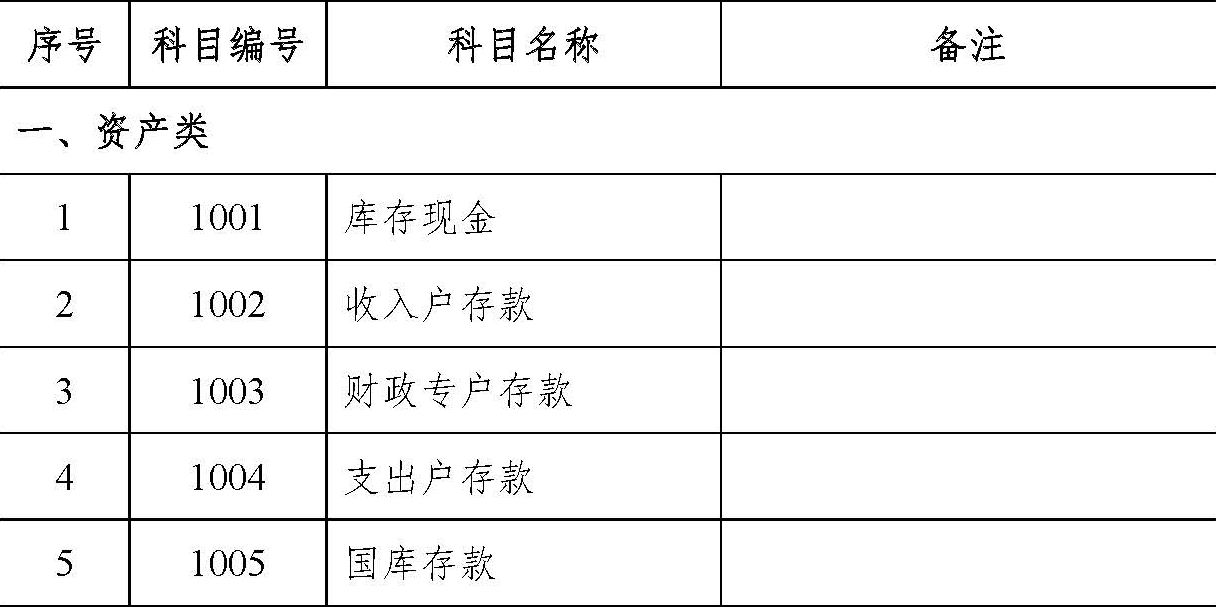 序号 科目编号 科目名称 备注
一、资产类
1 1001 库存现金
2 1002 收入户存款
3 1003 财政专户存款
4 1004 支出户存款
5 1005 国库存款